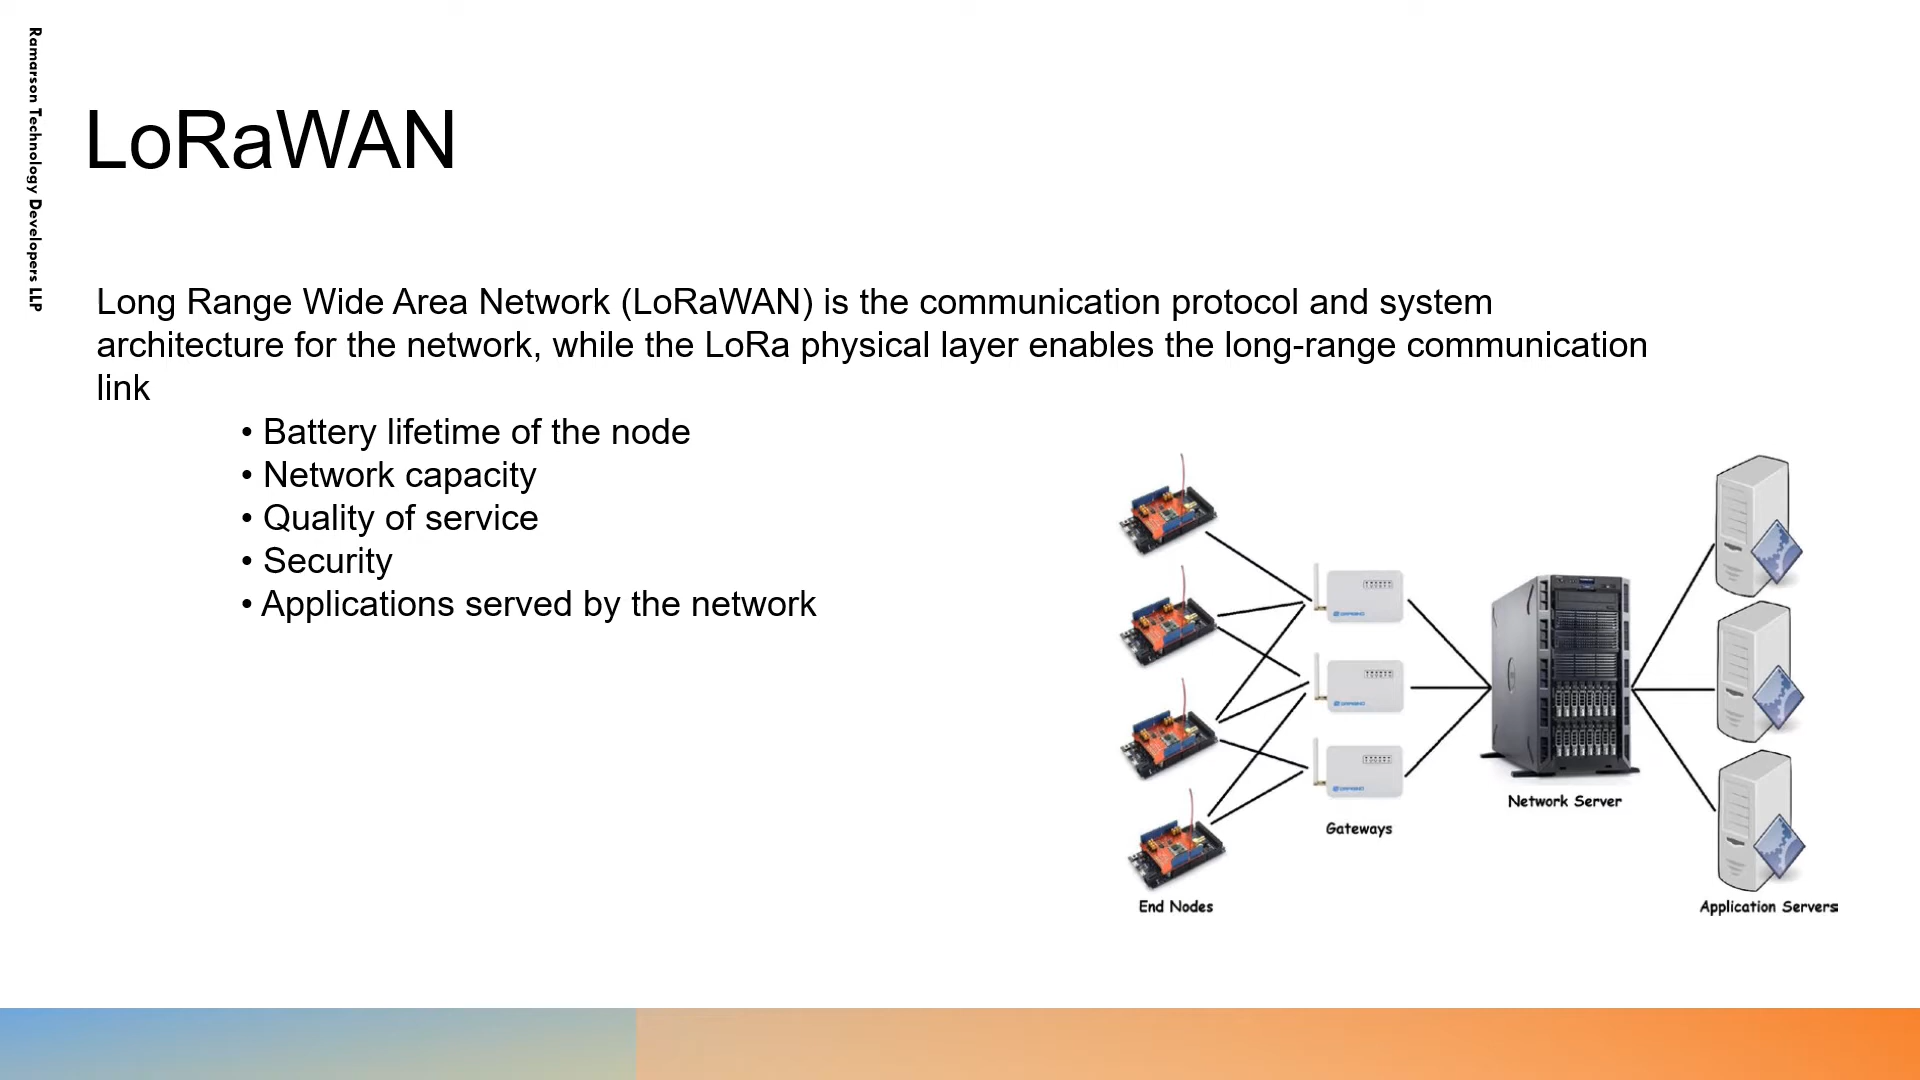 Ramarson Technology Developers LLP
LoRaWAN
Long Range Wide Area Network (LoRaWAN) is the communication protocol and system
architecture for the network, while the LoRa physical layer enables the long-range communication
link
• Battery lifetime of the node
• Network capacity
• Quality of service
• Security
• Applications served by the network
Network Server
Gateways
End Nodes
Application Servers